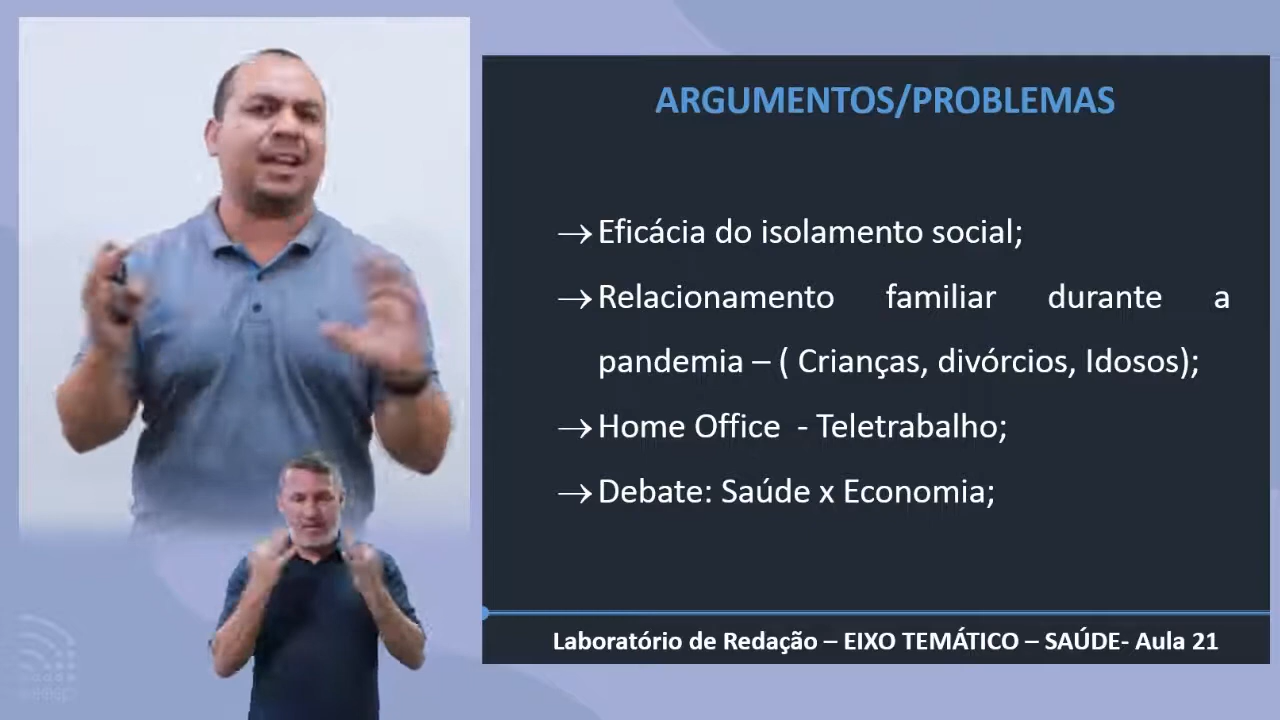 ARGUMENTOS/PROBLEMAS
→Eficácia do isolamento social;
→Relacionamento familiar durante a
pandemia – ( Crianças, divórcios, Idosos);
→Home Office - Teletrabalho;
→Debate: Saúde x Economia;
Laboratório de Redação – EIXO TEMÁTICO – SAÚDE- Aula 21